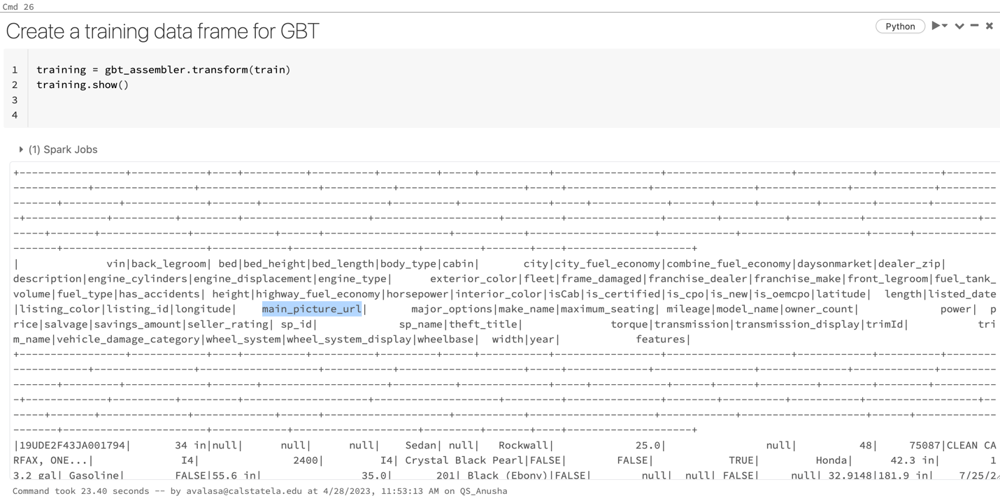 Cmd 26
Create a training data frame for GBT
Python
1 training = gbt_assembler.transform(train)
2 training.show()
3
4
(1) Spark Jobs
+-----------------+------------+----+----------+----------+---------+-----+-----------+-----------------+--------------------+------------+----------+--------
------------+----------------+-------------------+-----------+--------------------+-----+-------------+----------------+--------------+-------------+---------
-------+---------+-----------+------+--------------------+----------+--------------+-----+------------+------+------+---------+--------+---------+----------
-+-------------+----------+---------+--------------------+--------------------+------------+---------------+----------+-----------+------------------+--
-----+-------+--------------+-------------+------+--------------------+-----------+--------------------+------------+--------------------+------+-------------
-------+-----------------------+------------+--------------------+---------+-------+----+--------------------+
| vin|back_legroom| bed|bed_height|bed_length|body_type|cabin| city|city_fuel_economy|combine_fuel_economy|daysonmarket|dealer_zip|
description|engine_cylinders|engine_displacement|engine_type| exterior_color|fleet|frame_damaged|franchise_dealer|franchise_make|front_legroom|fuel_tank_
volume|fuel_type|has_accidents| height|highway_fuel_economy|horsepower|interior_color|isCab|is_certified|is_cpo|is_new|is_oemcpo|latitude| length|listed_date
|listing_color|listing_id|longitude| main_picture_url| major_options|make_name|maximum_seating| mileage|model_name|owner_count| power| p
rice|salvage|savings_amount|seller_rating| sp_id| sp_name|theft_title| torque|transmission|transmission_display|trimId| tri
m_name|vehicle_damage_category|wheel_system|wheel_system_display|wheelbase| width|year| features|
+-----------------+------------+----+----------+----------+---------+-----+-----------+-----------------+--------------------+------------+----------+--------
------------+----------------+-------------------+-----------+--------------------+-----+-------------+----------------+--------------+-------------+---------
-------+---------+-------------+-------+--------------------+----------+--------------+-----+------------+------+------+---------+--------+--------+----------
-+-------------+----------+---------+--------------------+--------------------+---------+---------------+--------+----------+-----------+--------------------+--
-----+-------+--------------+-------------+------+--------------------+-----------+--------------------+------------+--------------------+------+-------------
-------+-----------------------+------------+--------------------+---------+-------+----+--------------------+
|19UDE2F43JA001794| 34 in|null| null| null| Sedan| null| Rockwall| 25.0| null| 48| 75087|CLEAN CA
RFAX, ONE...| I4| 2400| I4| Crystal Black Pearl|FALSE| FALSE| TRUE| Honda| 42.3 in| 1
3.2 gal| Gasoline| FALSE|55.6 in| 35.0| 201| Black (Ebony)|FALSE| null| null| FALSE| null| 32.9148|181.9 in| 7/25/2
Command took 23.40 seconds -- by avalasa@calstatela.edu at 4/28/2023, 11:53:13 AM on QS_Anusha